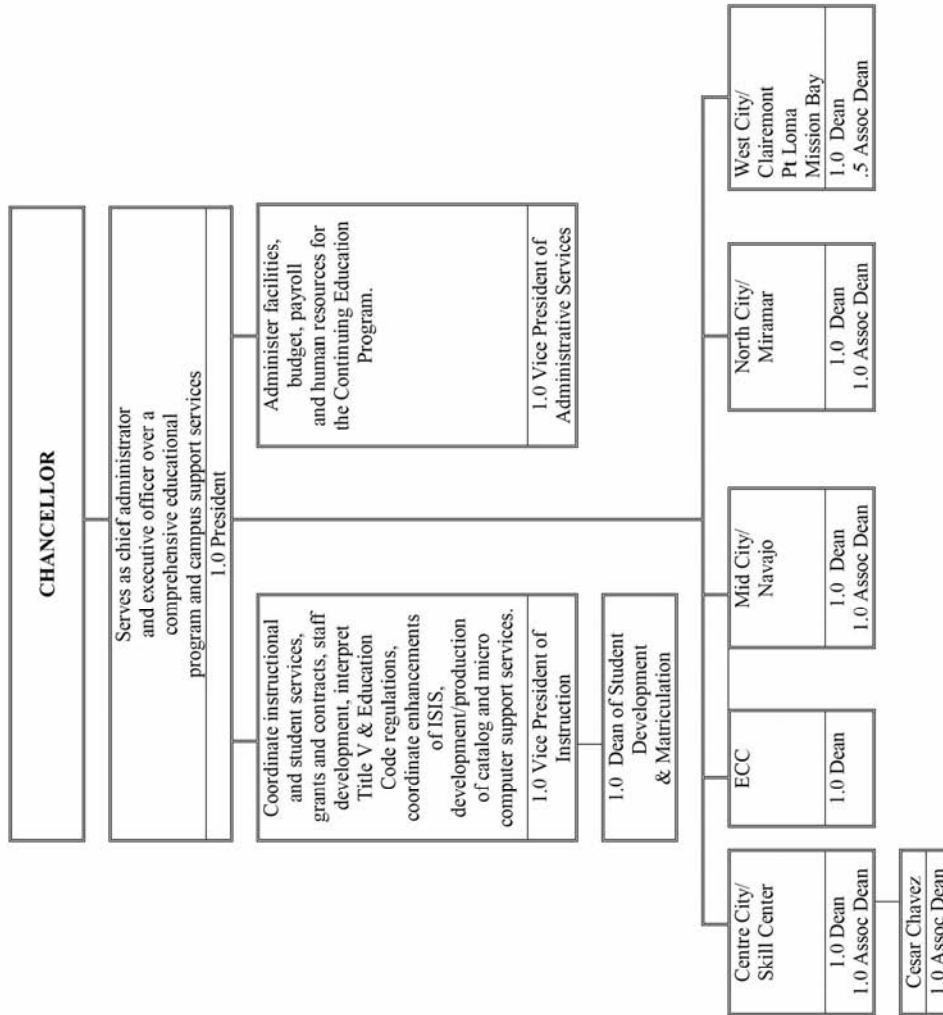 CHANCELLOR
Serves as chief administrator
and executive officer over a
comprehensive educational
program and campus support services
1.0 President
Coordinate instructional
and student services,
grants and contracts, staff
development, interpret
Title V & Education
Code regulations,
coordinate enhancements
of ISIS,
development/production
of catalog and micro
computer support services.
1.0 Vice President of
Instruction
1.0 Dean of Student
Development
& Matriculation
Administer facilities,
budget, payroll
and human resources for
the Continuing Education
Program.
1.0 Vice President of
Administrative Services
Centre City/
Skill Center
1.0 Dean
1.0 Assoc Dean
Cesar Chavez
1.0 Assoc Dean
ECC
1.0 Dean
Mid City/
Navajo
1.0 Dean
1.0 Assoc Dean
North City/
Miramar
1.0 Dean
1.0 Assoc Dean
West City/
Clairemont
Pt Loma
Mission Bay
1.0 Dean
.5 Assoc Dean